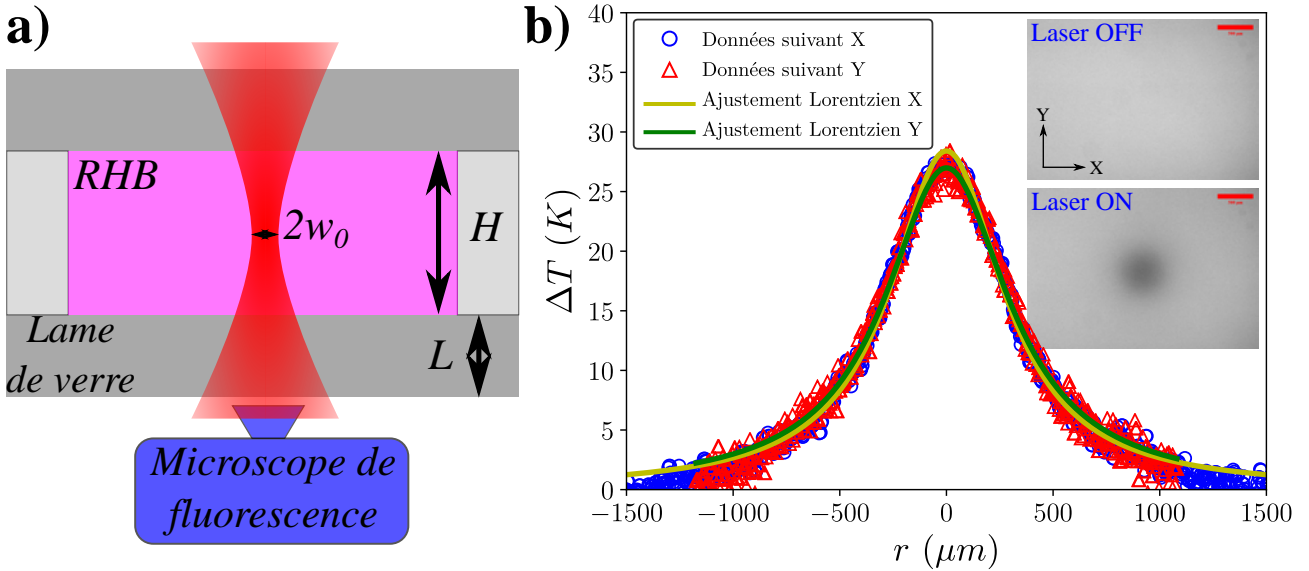 a)
RHB
2w₀
H
L
Lame
de verre
Microscope de
fluorescence
b)
Données suivant X
Données suivant Y
Ajustement Lorentzien X
Ajustement Lorentzien Y
Laser OFF
Y
X
Laser ON
ΔT (K)
40
35
30
25
20
15
10
5
0
−1500
−1000
−500
0
500
1000
1500
r (μm)